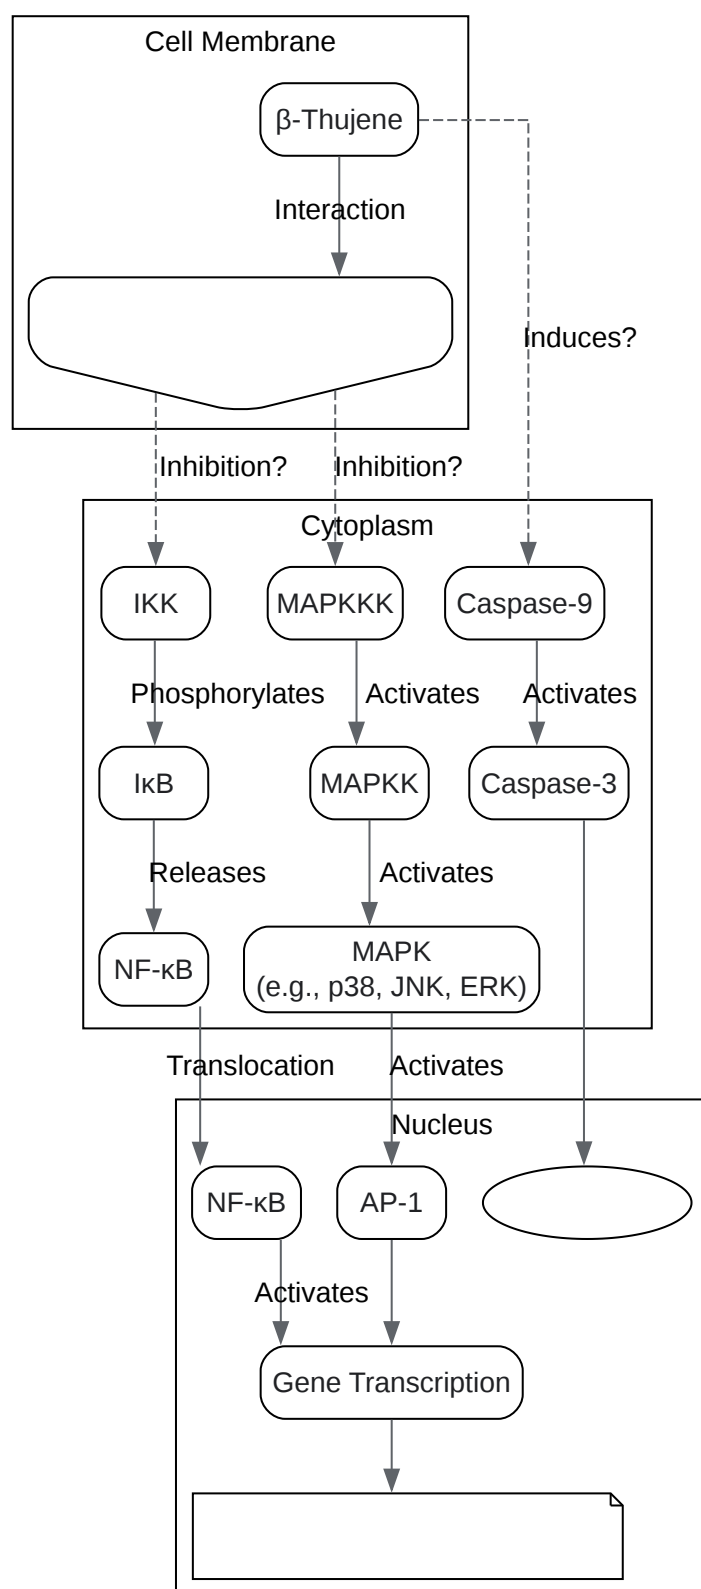 Cell Membrane
β-Thujene
Interaction
Induces?
Inhibition?
Inhibition?
Cytoplasm
IKK
MAPKKK
Caspase-9
Phosphorylates
Activates
Activates
IκB
MAPKK
Caspase-3
Releases
Activates
NF-κB
MAPK
(e.g., p38, JNK, ERK)
Translocation
Activates
Nucleus
NF-κB
AP-1
Activates
Gene Transcription